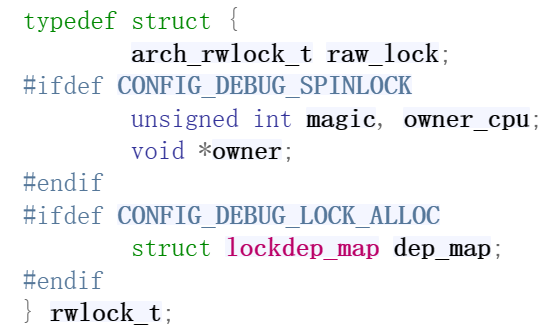 typedef struct {
        arch_rwlock_t raw_lock;
#ifdef CONFIG_DEBUG_SPINLOCK
        unsigned int magic, owner_cpu;
        void *owner;
#endif
#ifdef CONFIG_DEBUG_LOCK_ALLOC
        struct lockdep_map dep_map;
#endif
} rwlock_t;